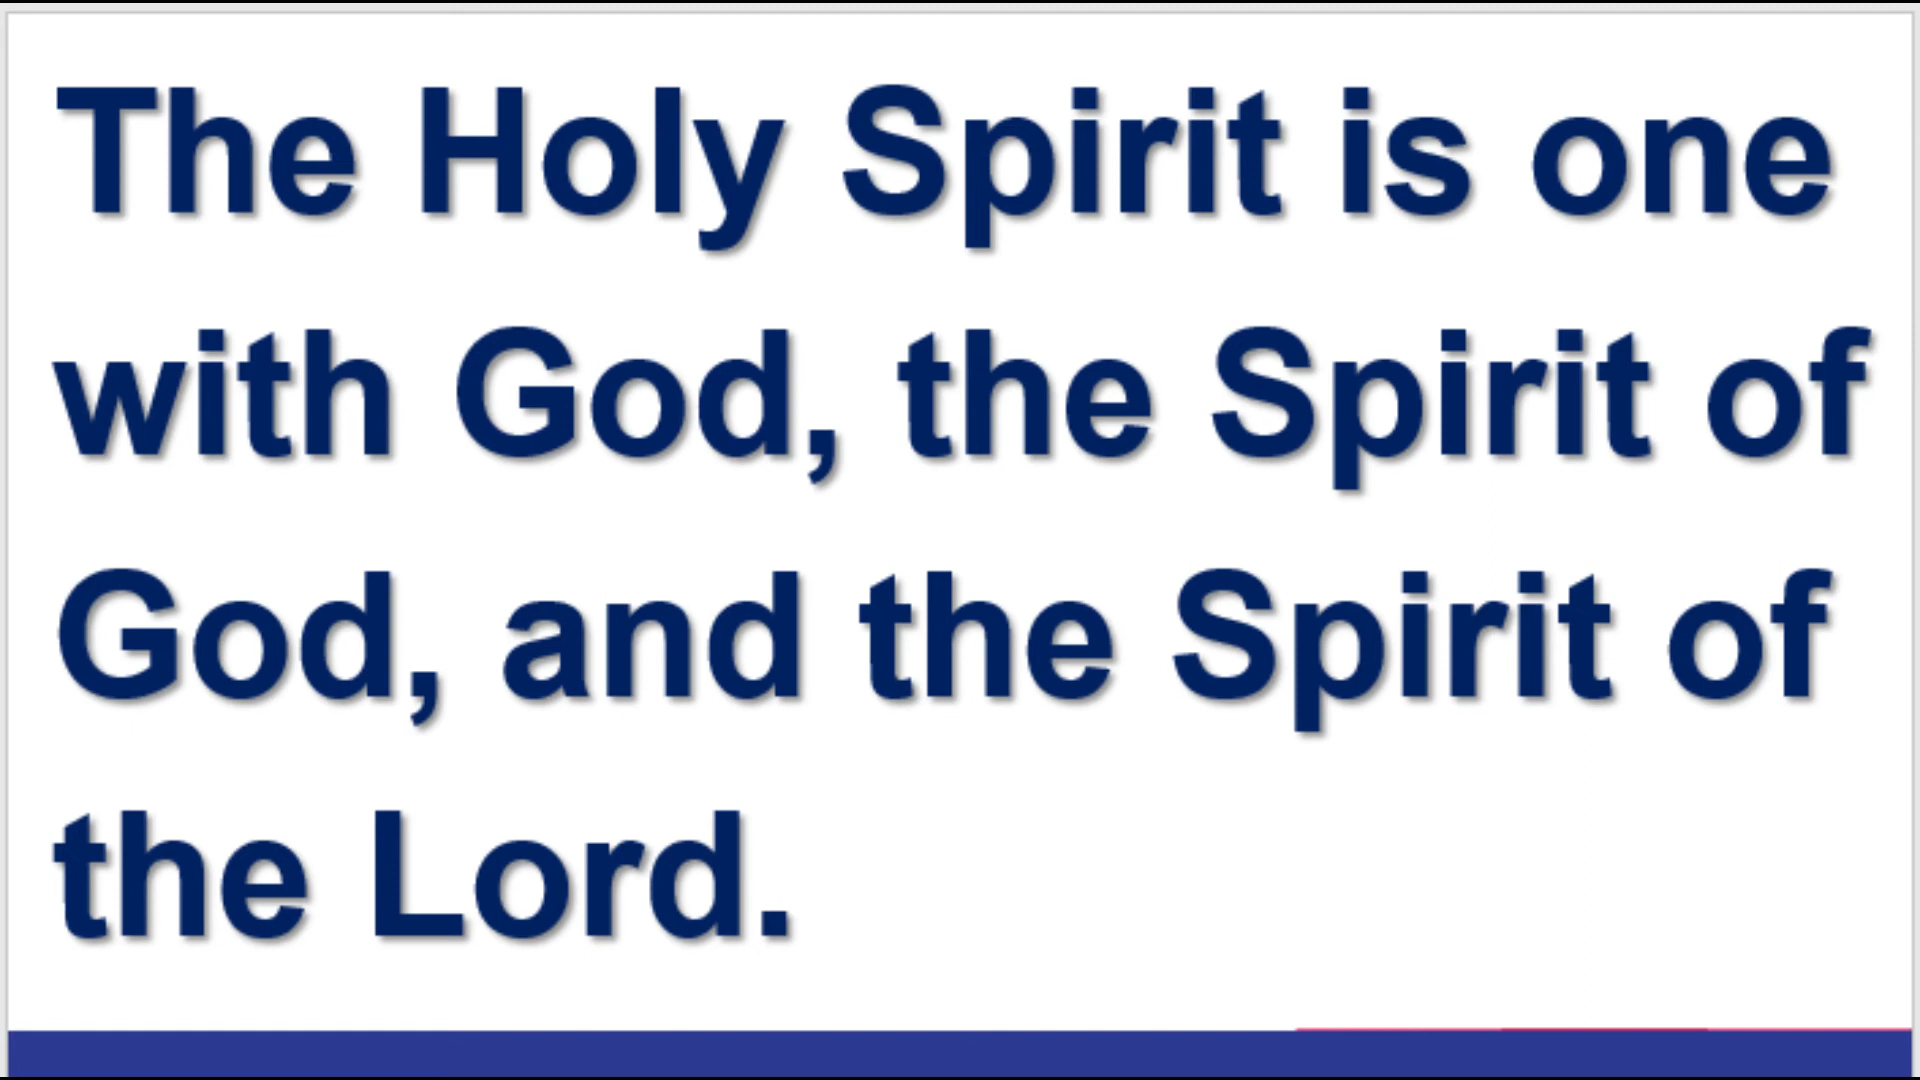 The Holy Spirit is one
with God, the Spirit of
God, and the Spirit of
the Lord.